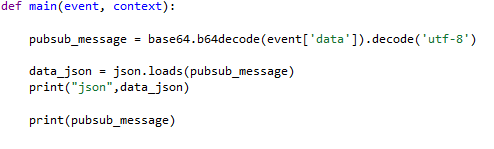 def main(event, context):
pubsub_message = base64.b64decode(event['data']).decode('utf-8')
data_json = json.loads(pubsub_message)
print("json",data_json)
print(pubsub_message)